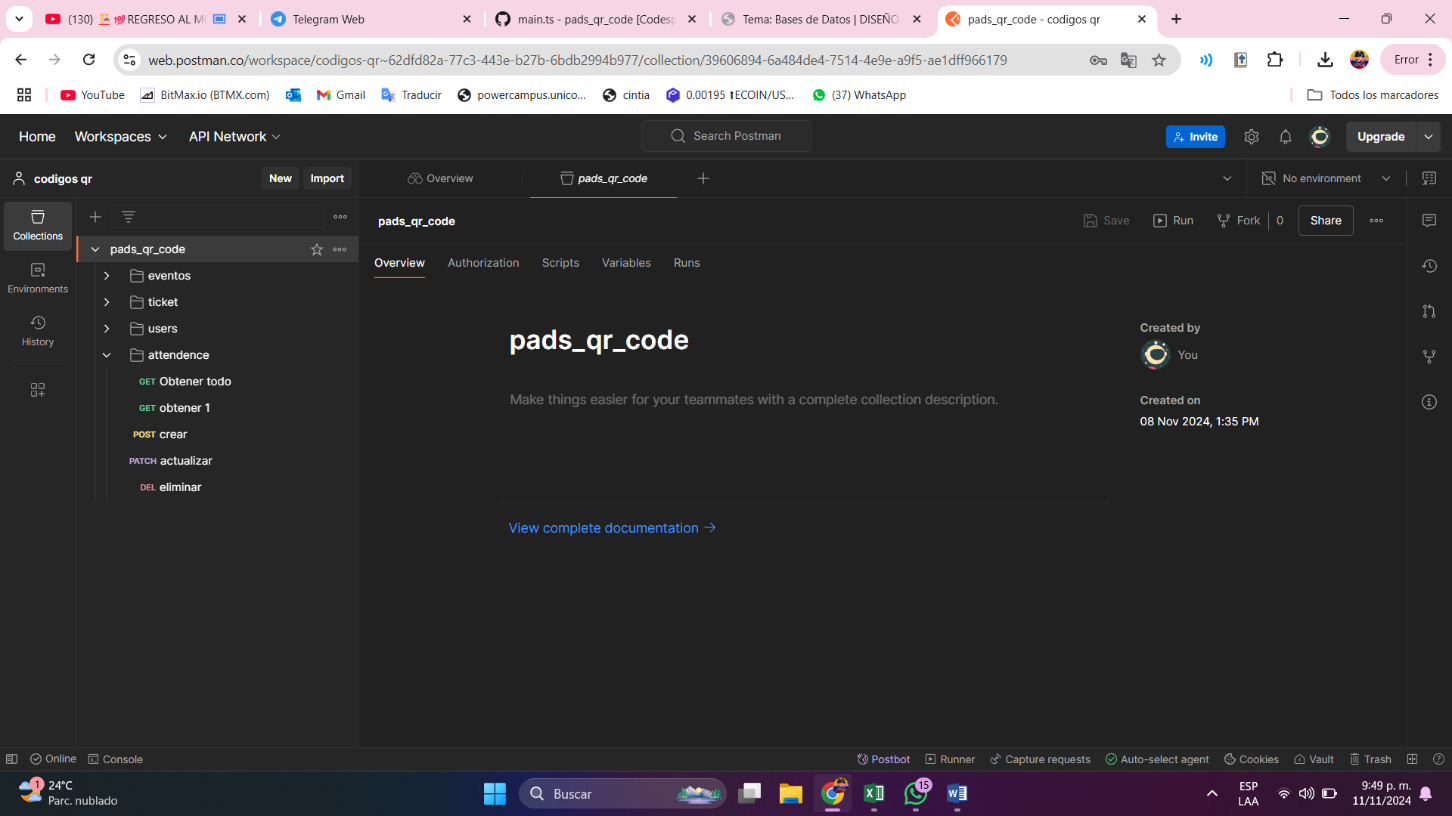 (130) REGRESO AL M
Telegram Web
main.ts - pads_qr_code [Codesp
Tema: Bases de Datos | DISEÑO
pads_qr_code - codigos qr
web.postman.co/workspace/codigos-qr~62dfd82a-77c3-443e-b27b-6bdb2994b977/collection/39606894-6a484de4-7514-4e9e-a9f5-ae1dff966179
Error
YouTube
BitMax.io (BTMX.com)
Gmail
Traducir
powercampus.unico...
cintia
0.00195 ⬆ECOIN/US...
(37) WhatsApp
Todos los marcadores
Home
Workspaces
API Network
Search Postman
Invite
Upgrade
codigos qr
New
Import
Overview
pads_qr_code
No environment
Collections
Environments
History
pads_qr_code
eventos
ticket
users
attendence
GET Obtener todo
GET obtener 1
POST crear
PATCH actualizar
DEL eliminar
pads_qr_code
Save
Run
Fork
0
Share
Overview
Authorization
Scripts
Variables
Runs
pads_qr_code
Make things easier for your teammates with a complete collection description.
View complete documentation →
Created by
You
Created on
08 Nov 2024, 1:35 PM
Online
Console
Postbot
Runner
Capture requests
Auto-select agent
Cookies
Vault
Trash
1
24°C
Parc. nublado
Buscar
15
ESP
LAA
9:49 p. m.
11/11/2024